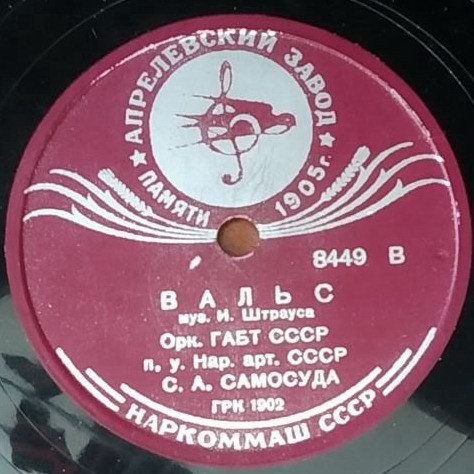 ★ АПРЕЛЕВСКИЙ ЗАВОД ★
ПАМЯТИ 1905 г.
8449 В
ВАЛЬС
муз. И. Штрауса
Орк. ГАБТ СССР
п. у. Нар. арт. СССР
С. А. САМОСУДА
ГРК 1902
НАРКОММАШ СССР